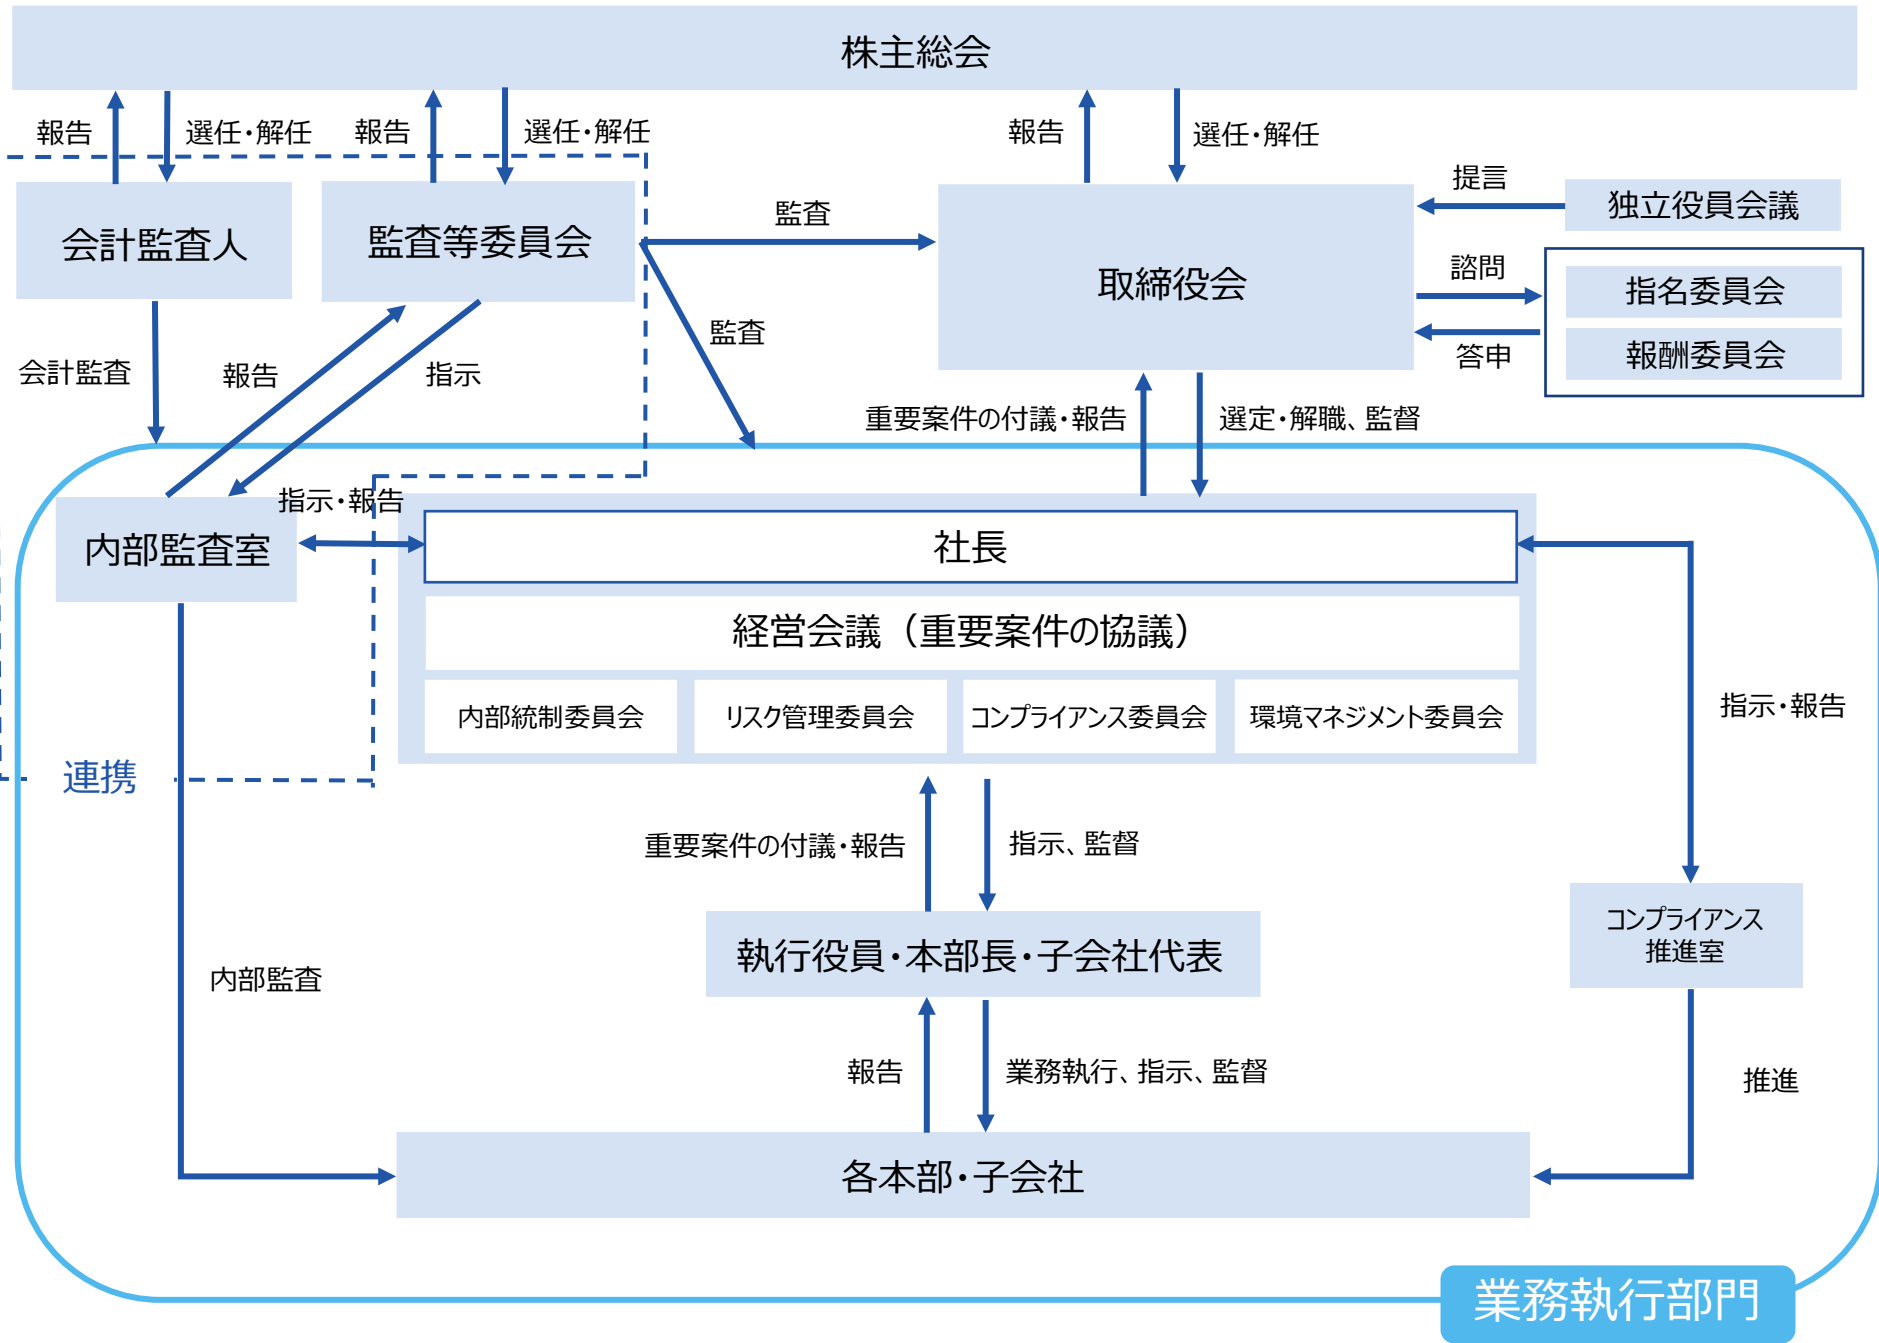 株主総会
報告
選任・解任
報告
選任・解任
報告
選任・解任
会計監査人
監査等委員会
監査
取締役会
提言
独立役員会議
諮問
指名委員会
答申
報酬委員会
監査
会計監査
報告
指示
重要案件の付議・報告
選定・解職、監督
指示・報告
内部監査室
社長
経営会議（重要案件の協議）
内部統制委員会
リスク管理委員会
コンプライアンス委員会
環境マネジメント委員会
指示・報告
連携
重要案件の付議・報告
指示、監督
執行役員・本部長・子会社代表
コンプライアンス
推進室
内部監査
報告
業務執行、指示、監督
推進
各本部・子会社
業務執行部門